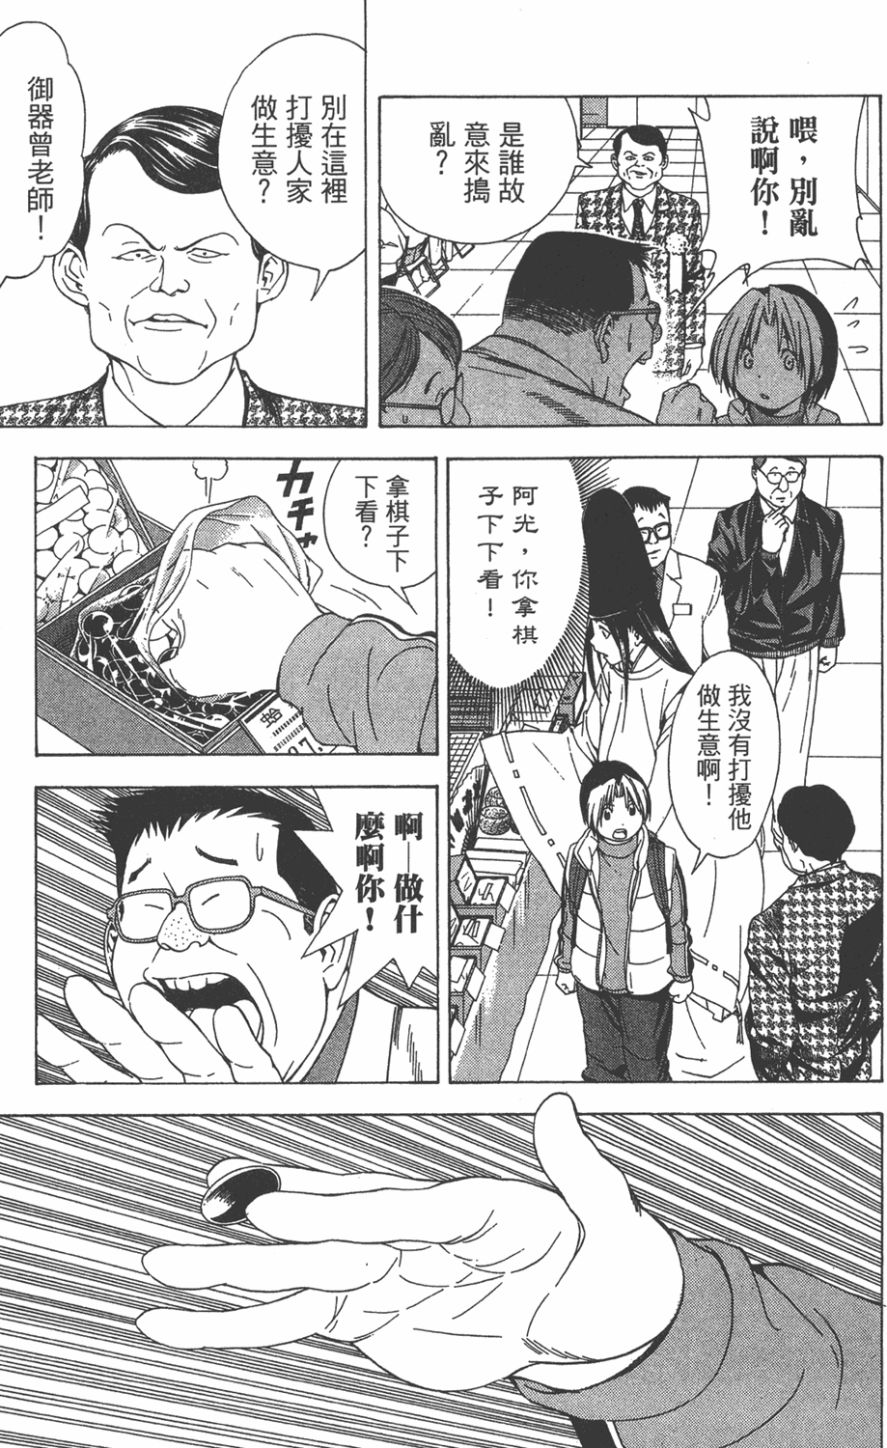 喂，別亂
說啊你！
是誰故
意來搗
亂？
別在這裡
打擾人家
做生意？
御器曾老師！
阿光，你拿棋
子下下看！
我沒有打擾他
做生意啊！
拿棋子下
下看？
カチャ
蛤
啊—做什
麼啊你！